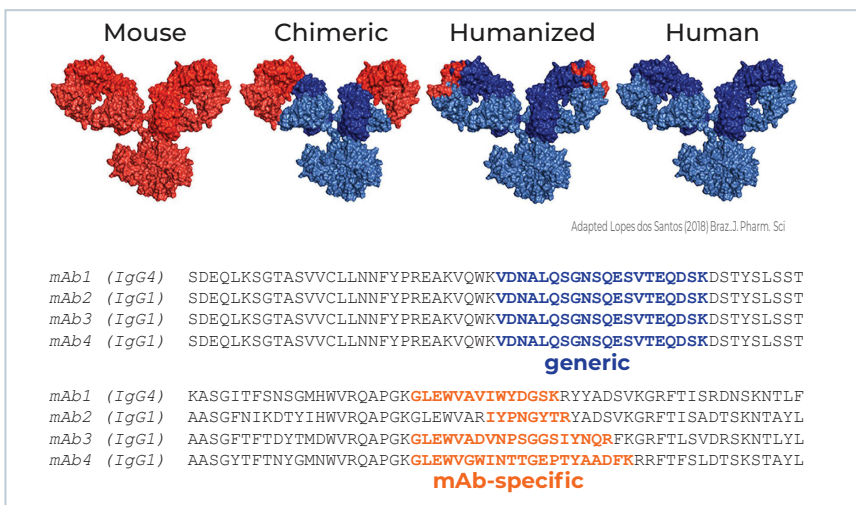 Mouse Chimeric Humanized Human
Adapted Lopes dos Santos (2018) Braz.J. Pharm. Sci
mAb1 (IgG4) SDEQLKSGTASVVCLLNNFYPREAKVQWKVDNALQSGNSQESVTEQDSKDSTYSLSST
mAb2 (IgG1) SDEQLKSGTASVVCLLNNFYPREAKVQWKVDNALQSGNSQESVTEQDSKDSTYSLSST
mAb3 (IgG1) SDEQLKSGTASVVCLLNNFYPREAKVQWKVDNALQSGNSQESVTEQDSKDSTYSLSST
mAb4 (IgG1) SDEQLKSGTASVVCLLNNFYPREAKVQWKVDNALQSGNSQESVTEQDSKDSTYSLSST
generic
mAb1 (IgG4) KASGITFSNSGMHWVRQAPGKGLEWVAVIWYDGSKRYYADSVKGRFTISRDNSKNTLF
mAb2 (IgG1) AASGFNIKDTYIHWVRQAPGKGLEWVARIYPNGYTRYADSVKGRFTISADTSKNTAYL
mAb3 (IgG1) AASGFTFTDYTMDWVRQAPGKGLEWVADVNPSGGSIYNQRFKGRFTLSVDRSKNTLYL
mAb4 (IgG1) AASGYTFTNYGMNWVRQAPGKGLEWVGWINTTGEPTYAADFKRRFTFSLDTSKSTAYL
mAb-specific